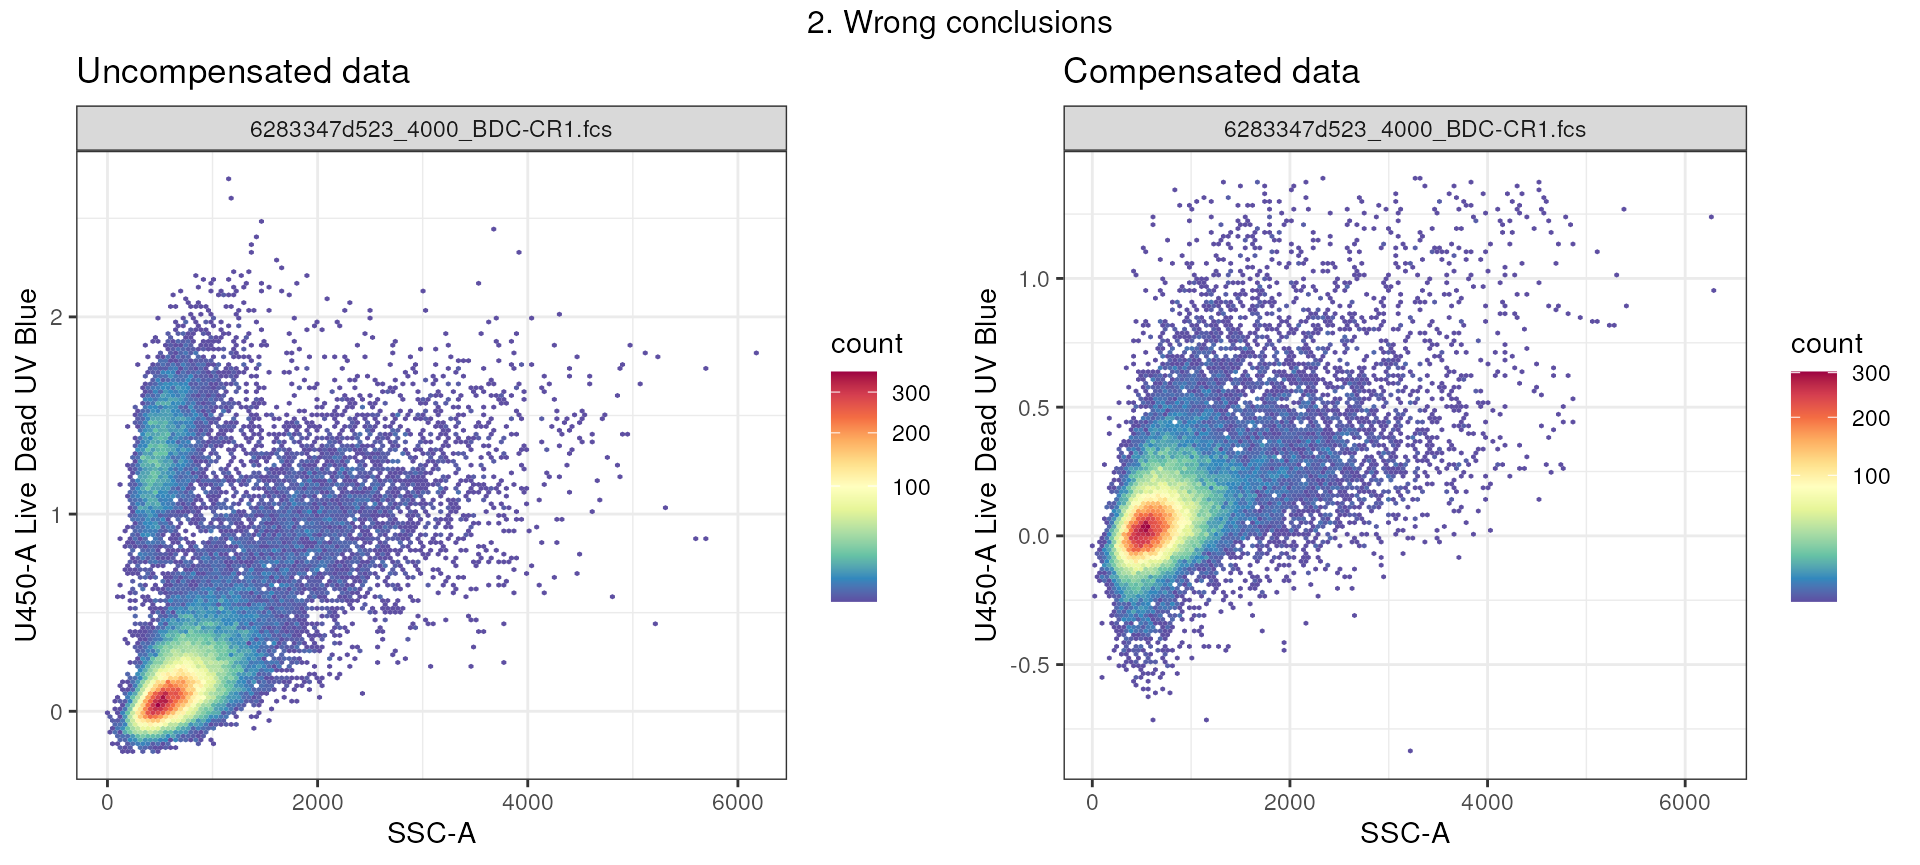 2. Wrong conclusions
Uncompensated data
6283347d523_4000_BDC-CR1.fcs
U450-A Live Dead UV Blue
2
1
0
0
2000
4000
6000
SSC-A
count
300
200
100
Compensated data
6283347d523_4000_BDC-CR1.fcs
U450-A Live Dead UV Blue
1.0
0.5
0.0
-0.5
0
2000
4000
6000
SSC-A
count
300
200
100